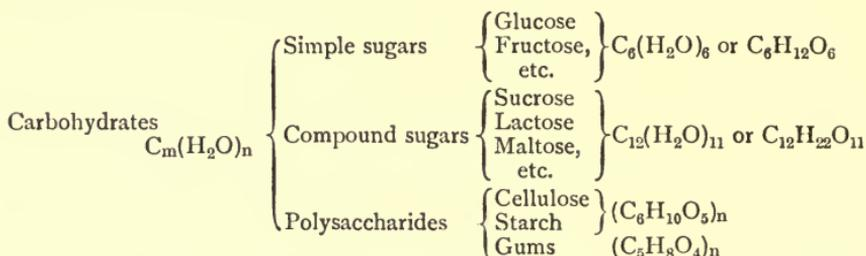 Glucose
Simple sugars Fructose, C₆(H₂O)₆ or C₆H₁₂O₆
etc.
Sucrose
Carbohydrates Lactose
Cₘ(H₂O)n Compound sugars Maltose, C₁₂(H₂O)₁₁ or C₁₂H₂₂O₁₁
etc.
Cellulose
Polysaccharides Starch (C₆H₁₀O₅)n
Gums (C₅H₈O₄)n